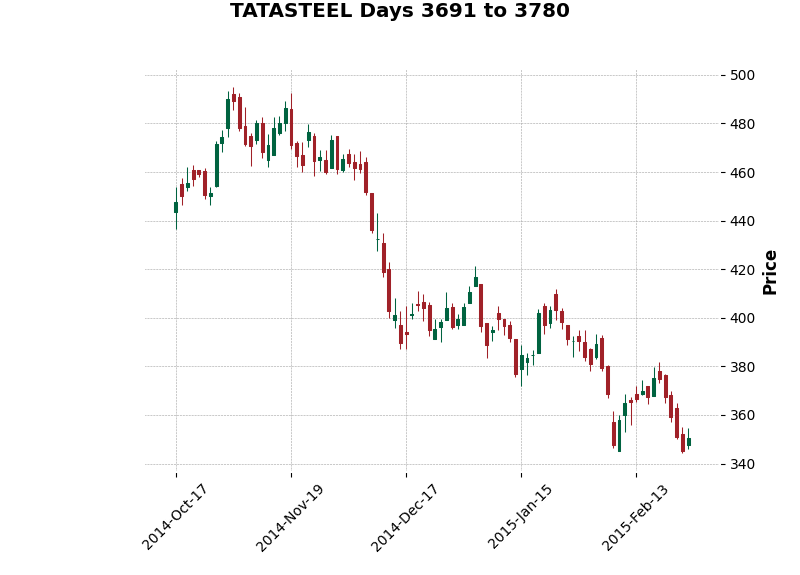 TATASTEEL Days 3691 to 3780
500
480
460
440
420
400
380
360
340
Price
2014-Oct-17
2014-Nov-19
2014-Dec-17
2015-Jan-15
2015-Feb-13